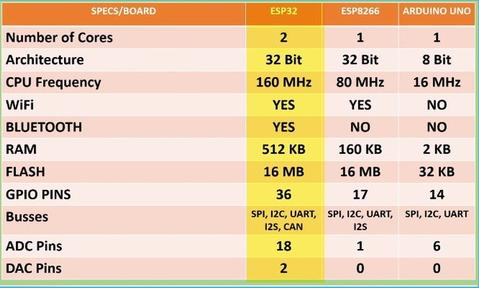 SPECS/BOARD ESP32 ESP8266 ARDUINO UNO
Number of Cores 2 1 1
Architecture 32 Bit 32 Bit 8 Bit
CPU Frequency 160 MHz 80 MHz 16 MHz
WiFi YES YES NO
BLUETOOTH YES NO NO
RAM 512 KB 160 KB 2 KB
FLASH 16 MB 16 MB 32 KB
GPIO PINS 36 17 14
Busses SPI, I2C, UART, SPI, I2C, UART, SPI, I2C, UART
I2S, CAN I2S
ADC Pins 18 1 6
DAC Pins 2 0 0